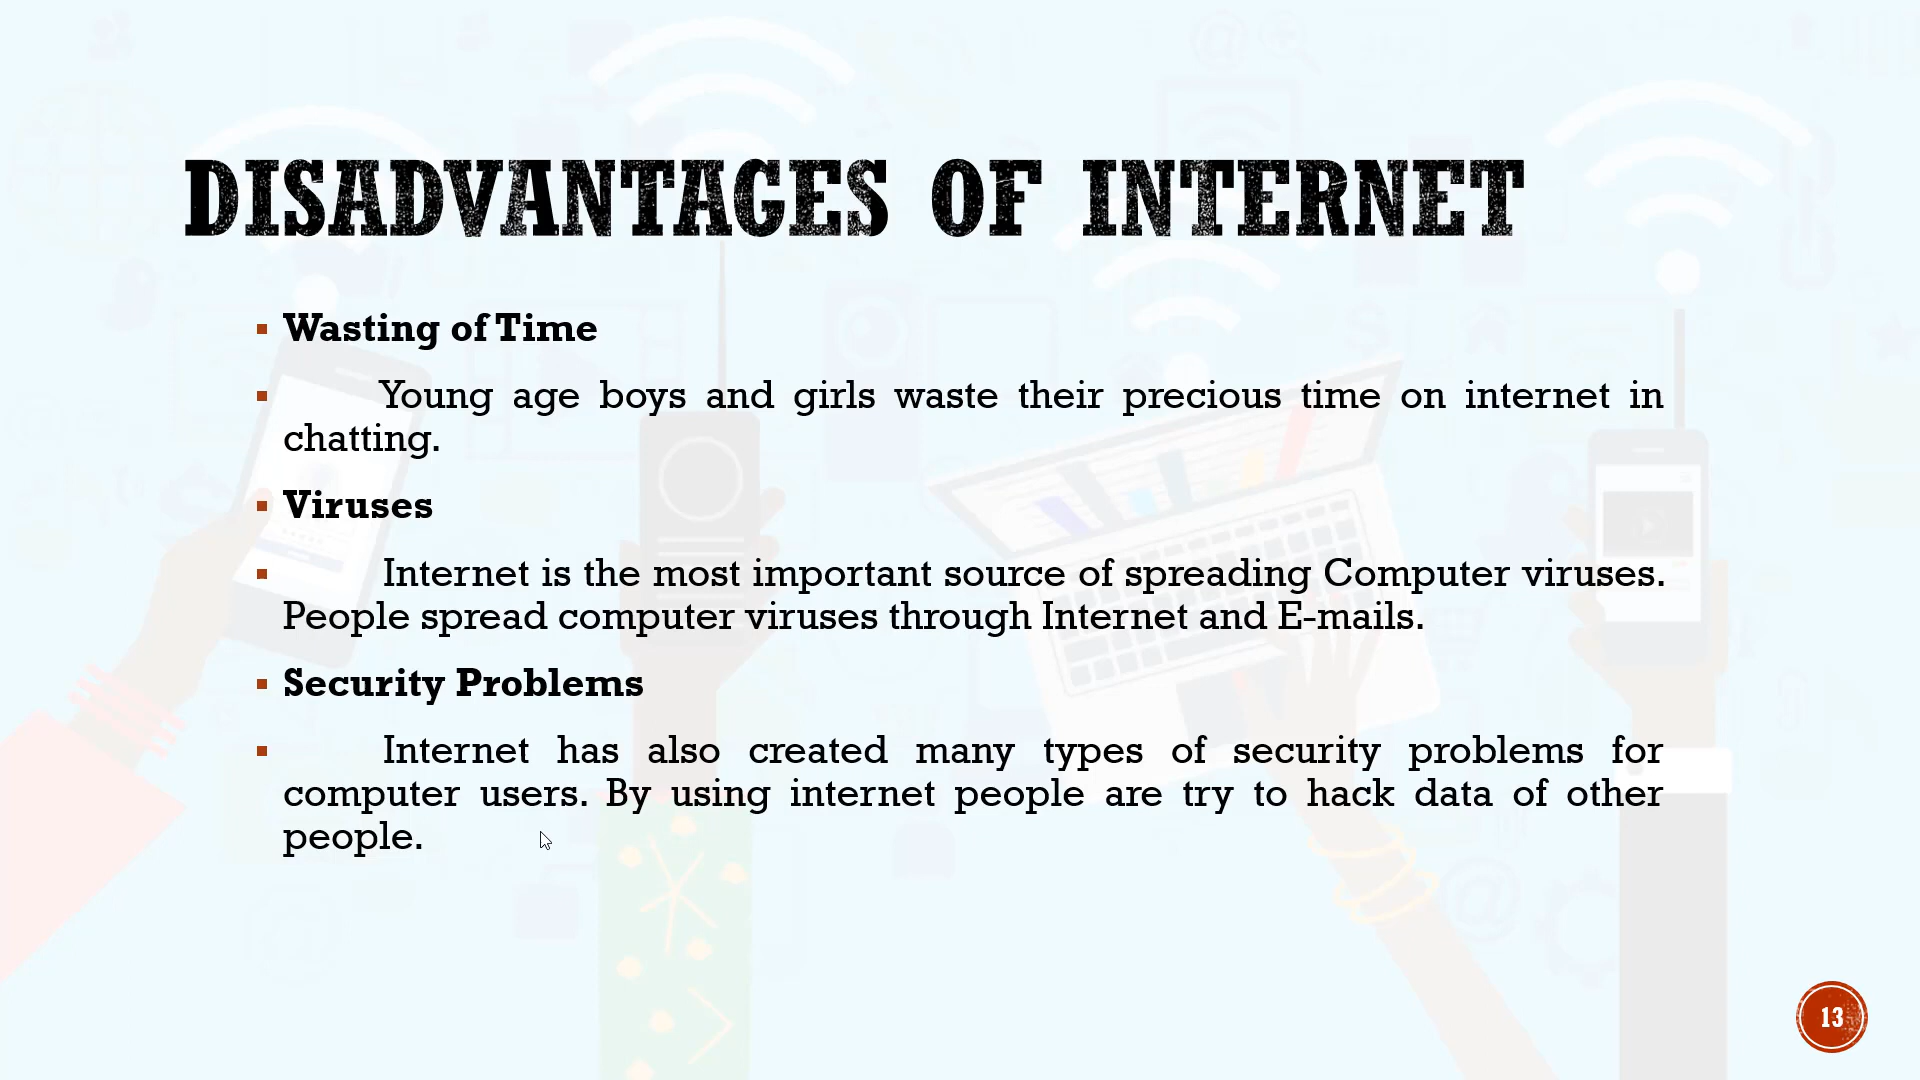 DISADVANTAGES OF INTERNET
▪ Wasting of Time
▪ Young age boys and girls waste their precious time on internet in
chatting.
▪ Viruses
▪ Internet is the most important source of spreading Computer viruses.
People spread computer viruses through Internet and E-mails.
▪ Security Problems
▪ Internet has also created many types of security problems for
computer users. By using internet people are try to hack data of other
people.
13